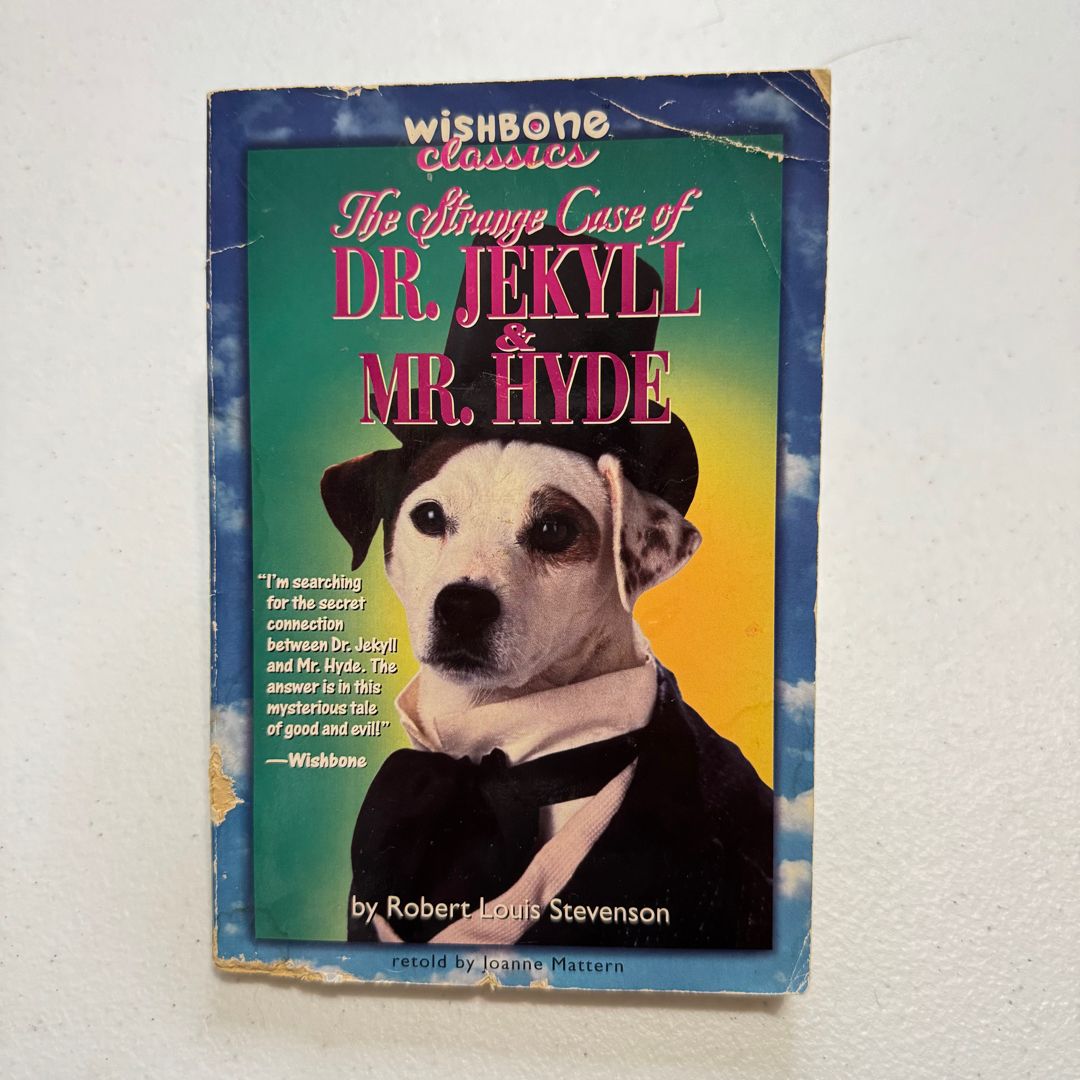 WISHBONE
classics
The Strange Case of
DR. JEKYLL
&
MR. HYDE
“I’m searching
for the secret
connection
between Dr. Jekyll
and Mr. Hyde. The
answer is in this
mysterious tale
of good and evil!”
—Wishbone
by Robert Louis Stevenson
retold by Joanne Mattern